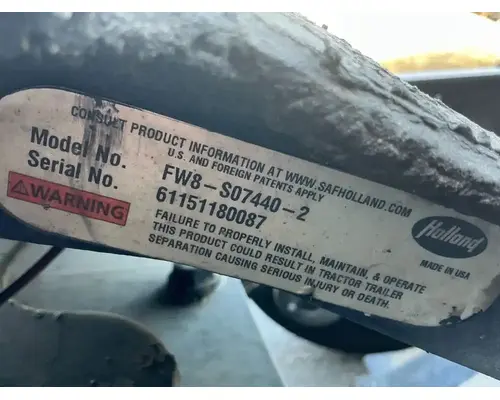 CONSULT PRODUCT INFORMATION AT WWW.SAFHOLLAND.COM
U.S. AND FOREIGN PATENTS APPLY
Model No. FW8-S07440-2
Serial No. 61151180087
WARNING
FAILURE TO PROPERLY INSTALL, MAINTAIN, & OPERATE
THIS PRODUCT COULD RESULT IN TRACTOR TRAILER
SEPARATION CAUSING SERIOUS INJURY OR DEATH.
Holland
MADE IN USA